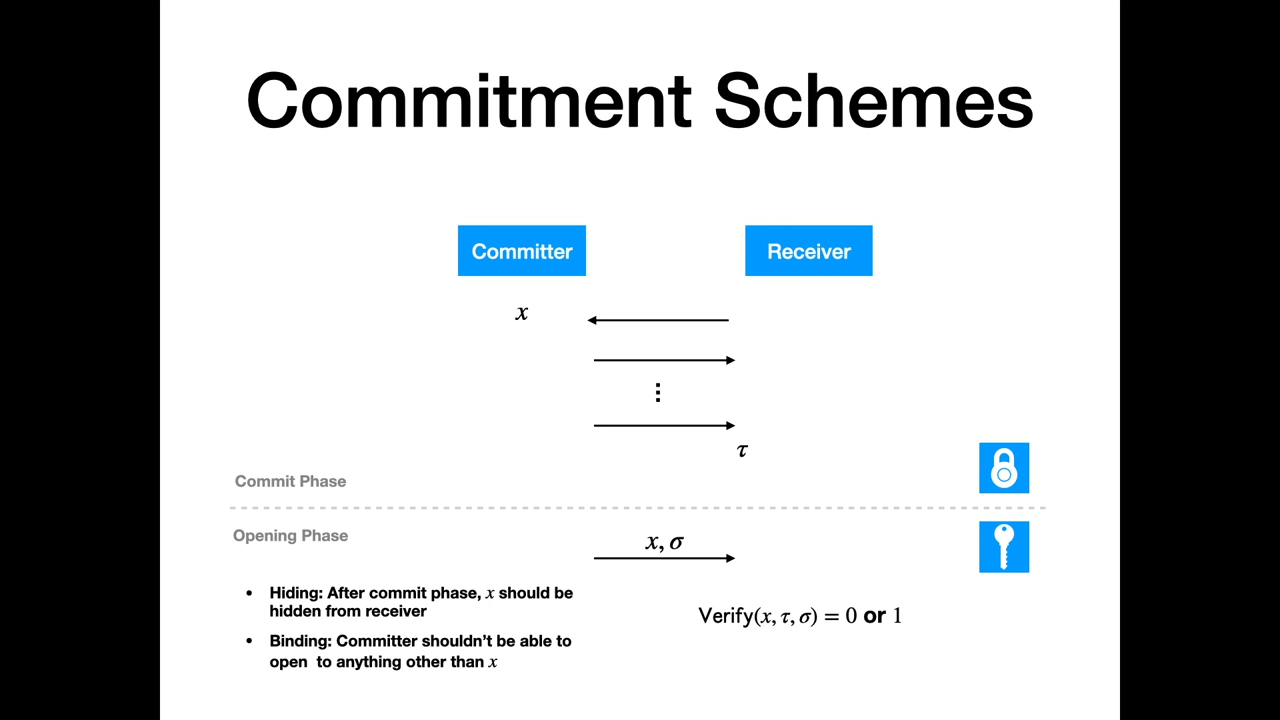 Commitment Schemes
Committer
Receiver
x
⋮
τ
Commit Phase
Opening Phase
x, σ
• Hiding: After commit phase, x should be
hidden from receiver
• Binding: Committer shouldn't be able to
open to anything other than x
Verify(x, τ, σ) = 0 or 1